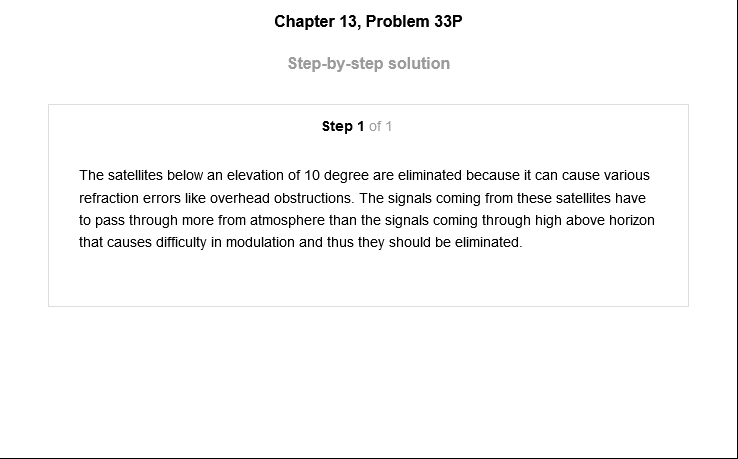 Chapter 13, Problem 33P
Step-by-step solution
Step 1 of 1
The satellites below an elevation of 10 degree are eliminated because it can cause various
refraction errors like overhead obstructions. The signals coming from these satellites have
to pass through more from atmosphere than the signals coming through high above horizon
that causes difficulty in modulation and thus they should be eliminated.